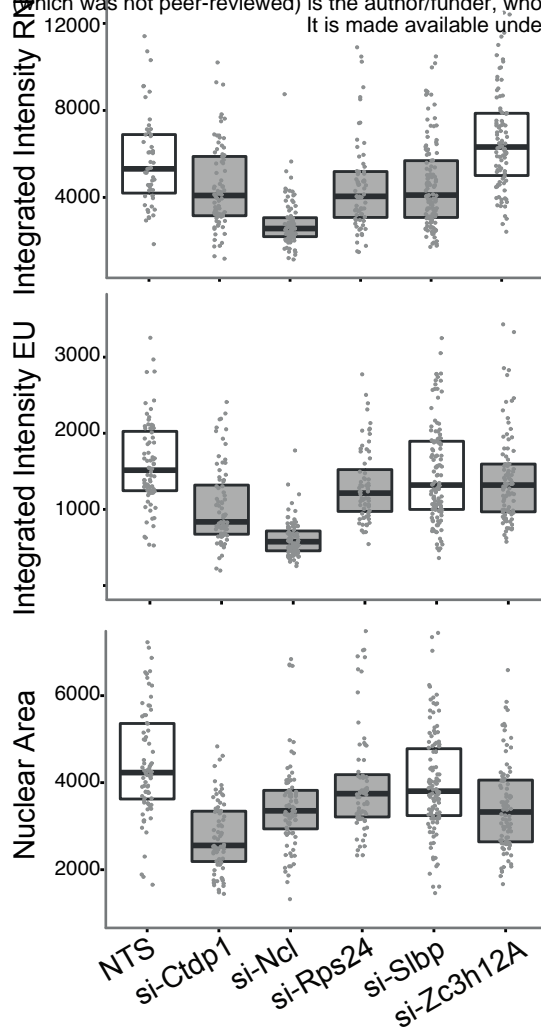 which was not peer-reviewed) is the author/funder, who
It is made available unde
Integrated Intensity RN
12000
8000
4000
Integrated Intensity EU
3000
2000
1000
Nuclear Area
6000
4000
2000
NTS
si-Ctdp1
si-Ncl
si-Rps24
si-Slbp
si-Zc3h12A